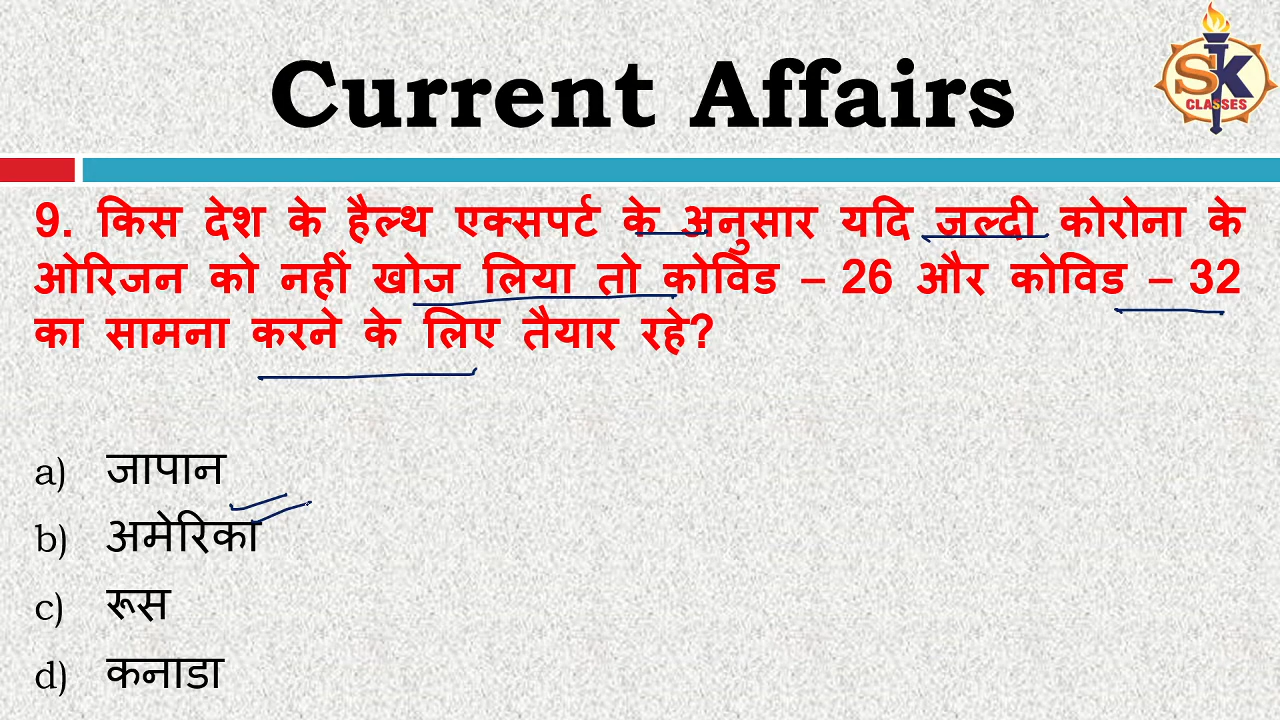 Current Affairs
SK
CLASSES
9. किस देश के हैल्थ एक्सपर्ट के अनुसार यदि जल्दी कोरोना के
ओरिजन को नहीं खोज लिया तो कोविड – 26 और कोविड – 32
का सामना करने के लिए तैयार रहे?
a) जापान
b) अमेरिका
c) रूस
d) कनाडा